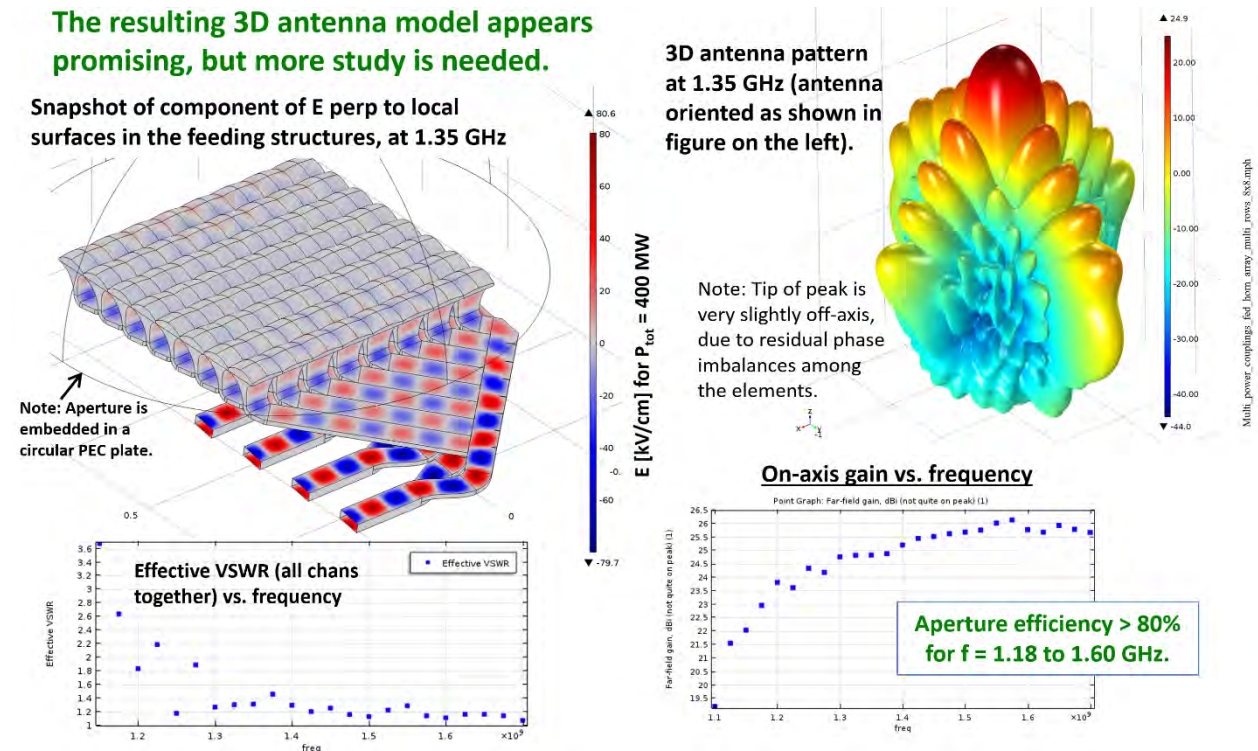 The resulting 3D antenna model appears
promising, but more study is needed.
Snapshot of component of E perp to local
surfaces in the feeding structures, at 1.35 GHz
80.6
80
60
40
20
0
-20
-40
-0.
-60
-79.7
E [kV/cm] for Ptot = 400 MW
Note: Aperture is
embedded in a
circular PEC plate.
0.5
0
3D antenna pattern
at 1.35 GHz (antenna
oriented as shown in
figure on the left).
Note: Tip of peak is
very slightly off-axis,
due to residual phase
imbalances among
the elements.
z
x
y
-1
24.9
20.00
10.00
0.00
-10.00
-20.00
-30.00
-40.00
-44.0
Multi_power_couplings_fed_horn_array_multi_rows_8x8.mph
Effective VSWR (all chans
together) vs. frequency
Effective VSWR
Effective VSWR
3.6
3.4
3.2
3
2.8
2.6
2.4
2.2
2
1.8
1.6
1.4
1.2
1
1.2
1.3
1.4
1.5
1.6
×10⁹
freq
On-axis gain vs. frequency
Point Graph: Far-field gain, dBi (not quite on peak) (1)
Far-field gain, dBi (not quite on peak) (1)
26.5
26
25.5
25
24.5
24
23.5
23
22.5
22
21.5
21
20.5
20
19.5
19
1.1
1.2
1.3
1.4
1.5
1.6
×10⁹
freq
Aperture efficiency > 80%
for f = 1.18 to 1.60 GHz.